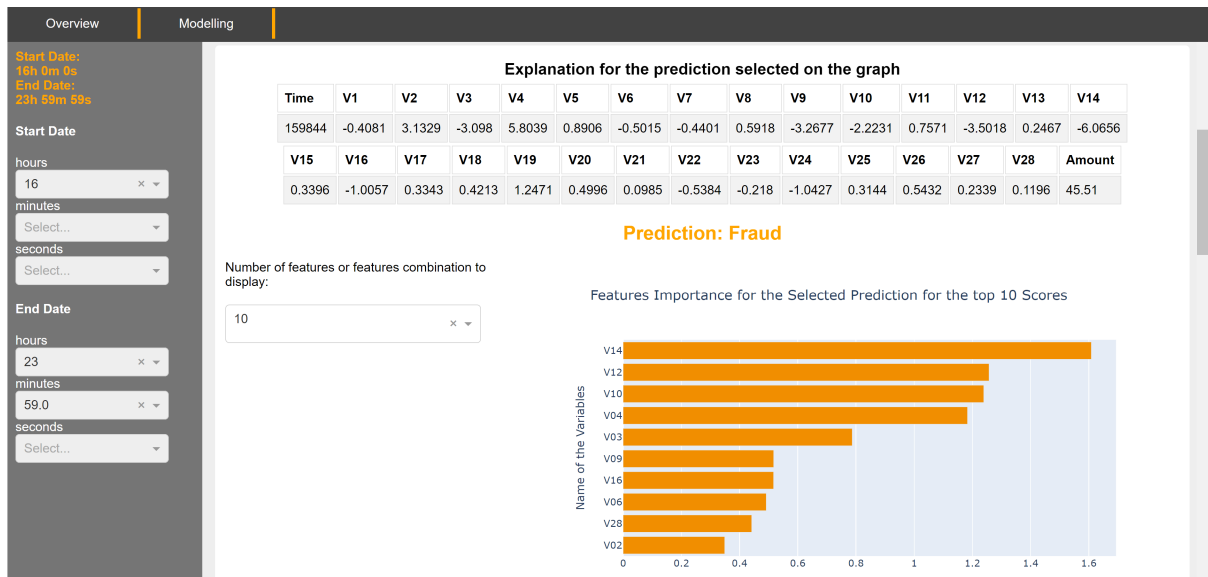 Overview Modelling
Start Date:
16h 0m 0s
End Date:
23h 59m 59s
Start Date
hours
16 × 
minutes
Select...
seconds
Select...
End Date
hours
23 ×
minutes
59.0 ×
seconds
Select...
Explanation for the prediction selected on the graph
Time V1 V2 V3 V4 V5 V6 V7 V8 V9 V10 V11 V12 V13 V14
159844 -0.4081 3.1329 -3.098 5.8039 0.8906 -0.5015 -0.4401 0.5918 -3.2677 -2.2231 0.7571 -3.5018 0.2467 -6.0656
V15 V16 V17 V18 V19 V20 V21 V22 V23 V24 V25 V26 V27 V28 Amount
0.3396 -1.0057 0.3343 0.4213 1.2471 0.4996 0.0985 -0.5384 -0.218 -1.0427 0.3144 0.5432 0.2339 0.1196 45.51
Prediction: Fraud
Number of features or features combination to
display:
10 ×
Features Importance for the Selected Prediction for the top 10 Scores
Name of the Variables
V14
V12
V10
V04
V03
V09
V16
V06
V28
V02
0 0.2 0.4 0.6 0.8 1 1.2 1.4 1.6